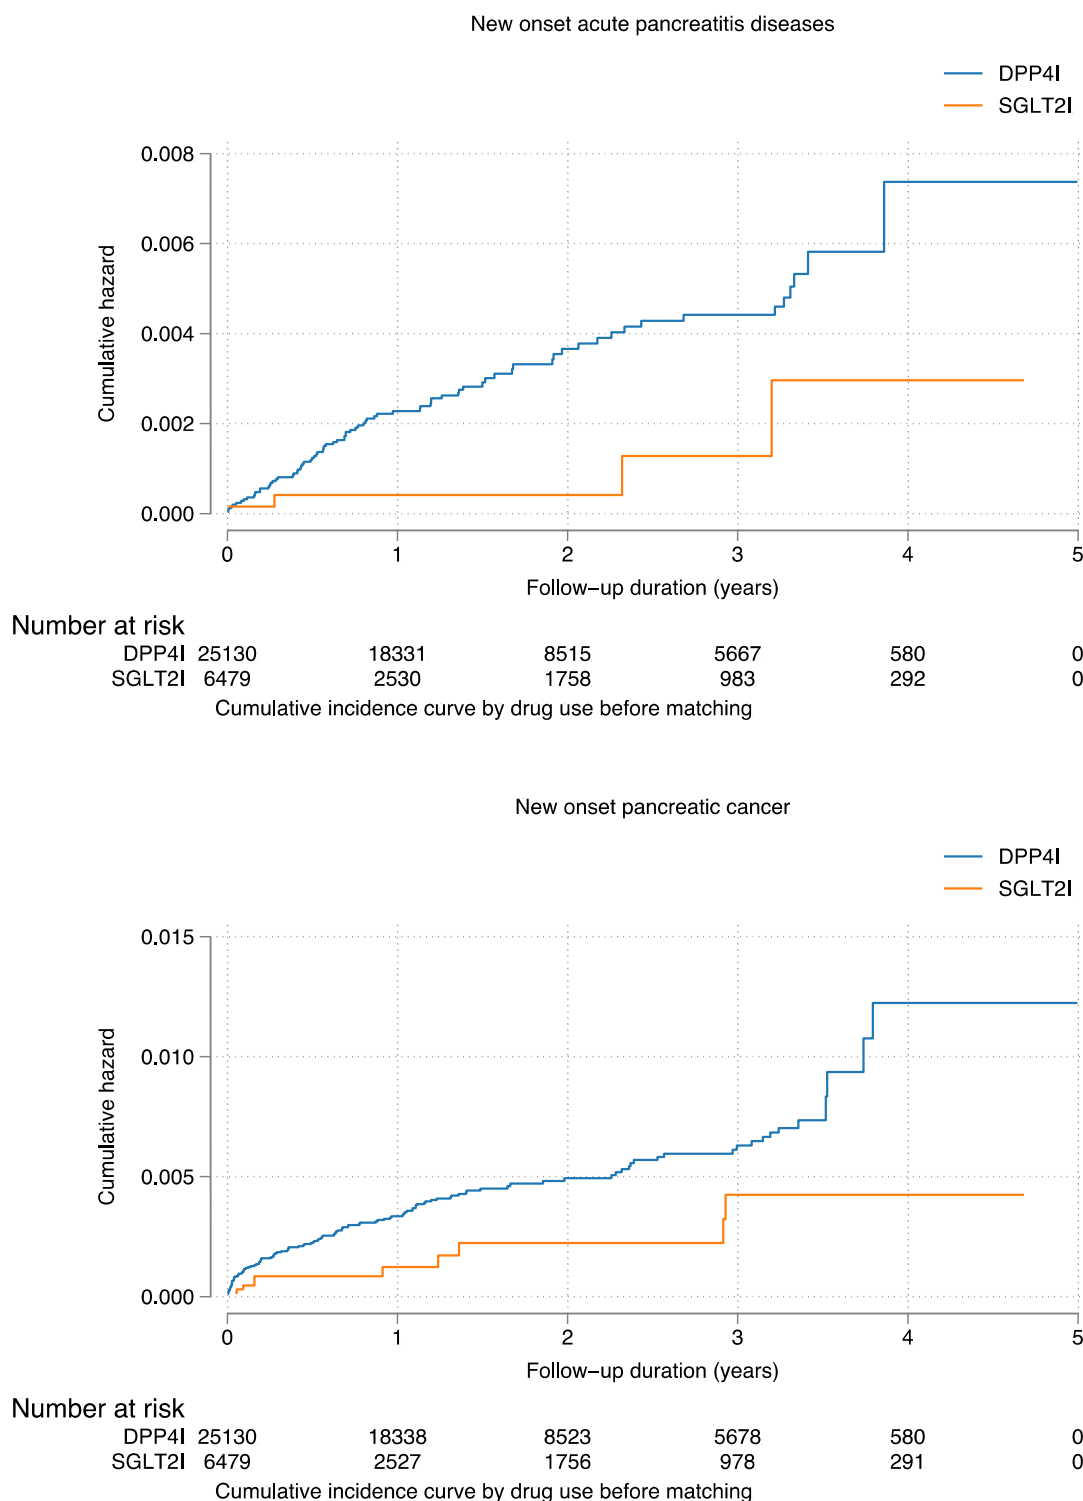 New onset acute pancreatitis diseases
DPP4I
SGLT2I
0.008
0.006
0.004
0.002
0.000
Cumulative hazard
0 1 2 3 4 5
Follow-up duration (years)
Number at risk
DPP4I 25130 18331 8515 5667 580 0
SGLT2I 6479 2530 1758 983 292 0
Cumulative incidence curve by drug use before matching
New onset pancreatic cancer
DPP4I
SGLT2I
0.015
0.010
0.005
0.000
Cumulative hazard
0 1 2 3 4 5
Follow-up duration (years)
Number at risk
DPP4I 25130 18338 8523 5678 580 0
SGLT2I 6479 2527 1756 978 291 0
Cumulative incidence curve by drug use before matching